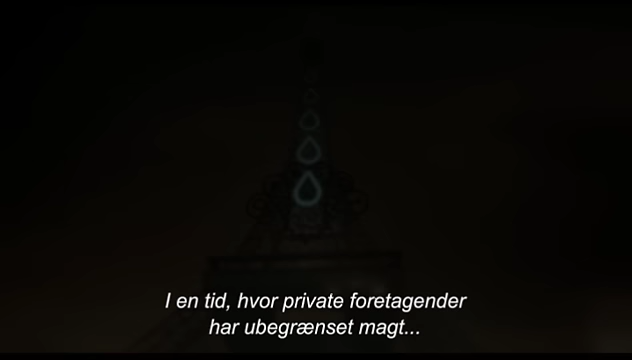 I en tid, hvor private foretagender
har ubegrænset magt...